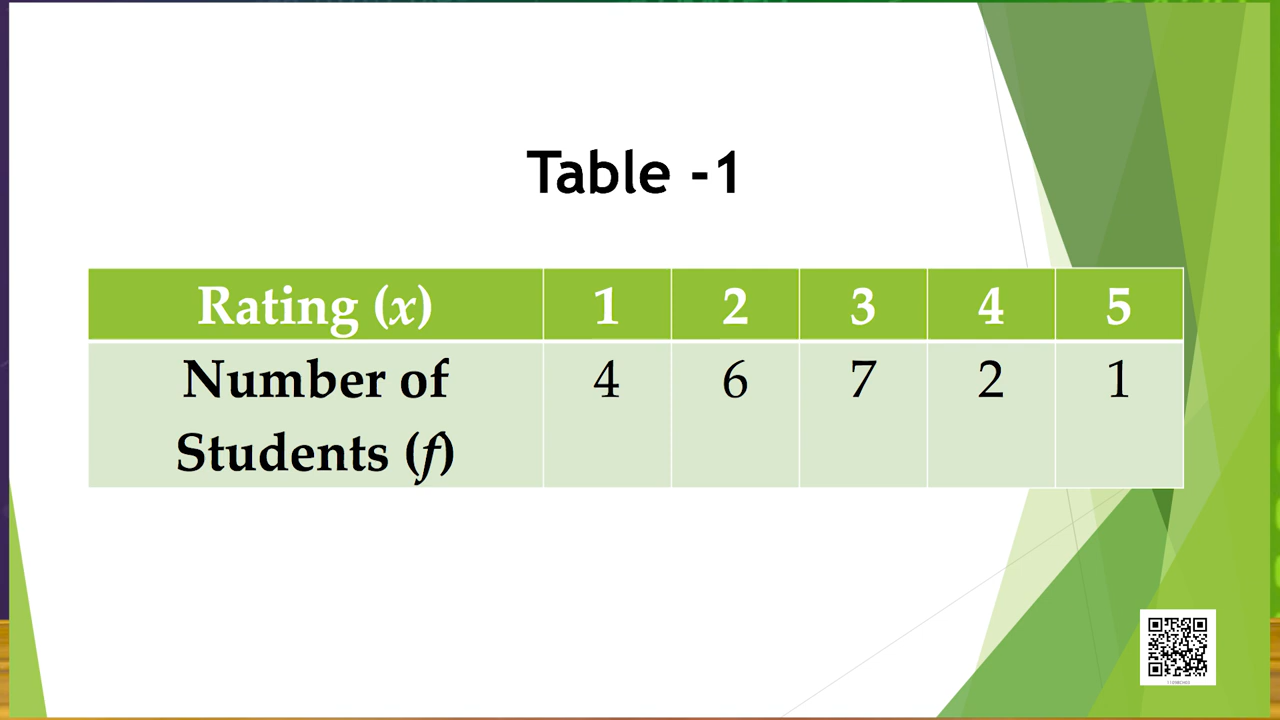 Table -1
Rating (x) 1 2 3 4 5
Number of 4 6 7 2 1
Students (f)